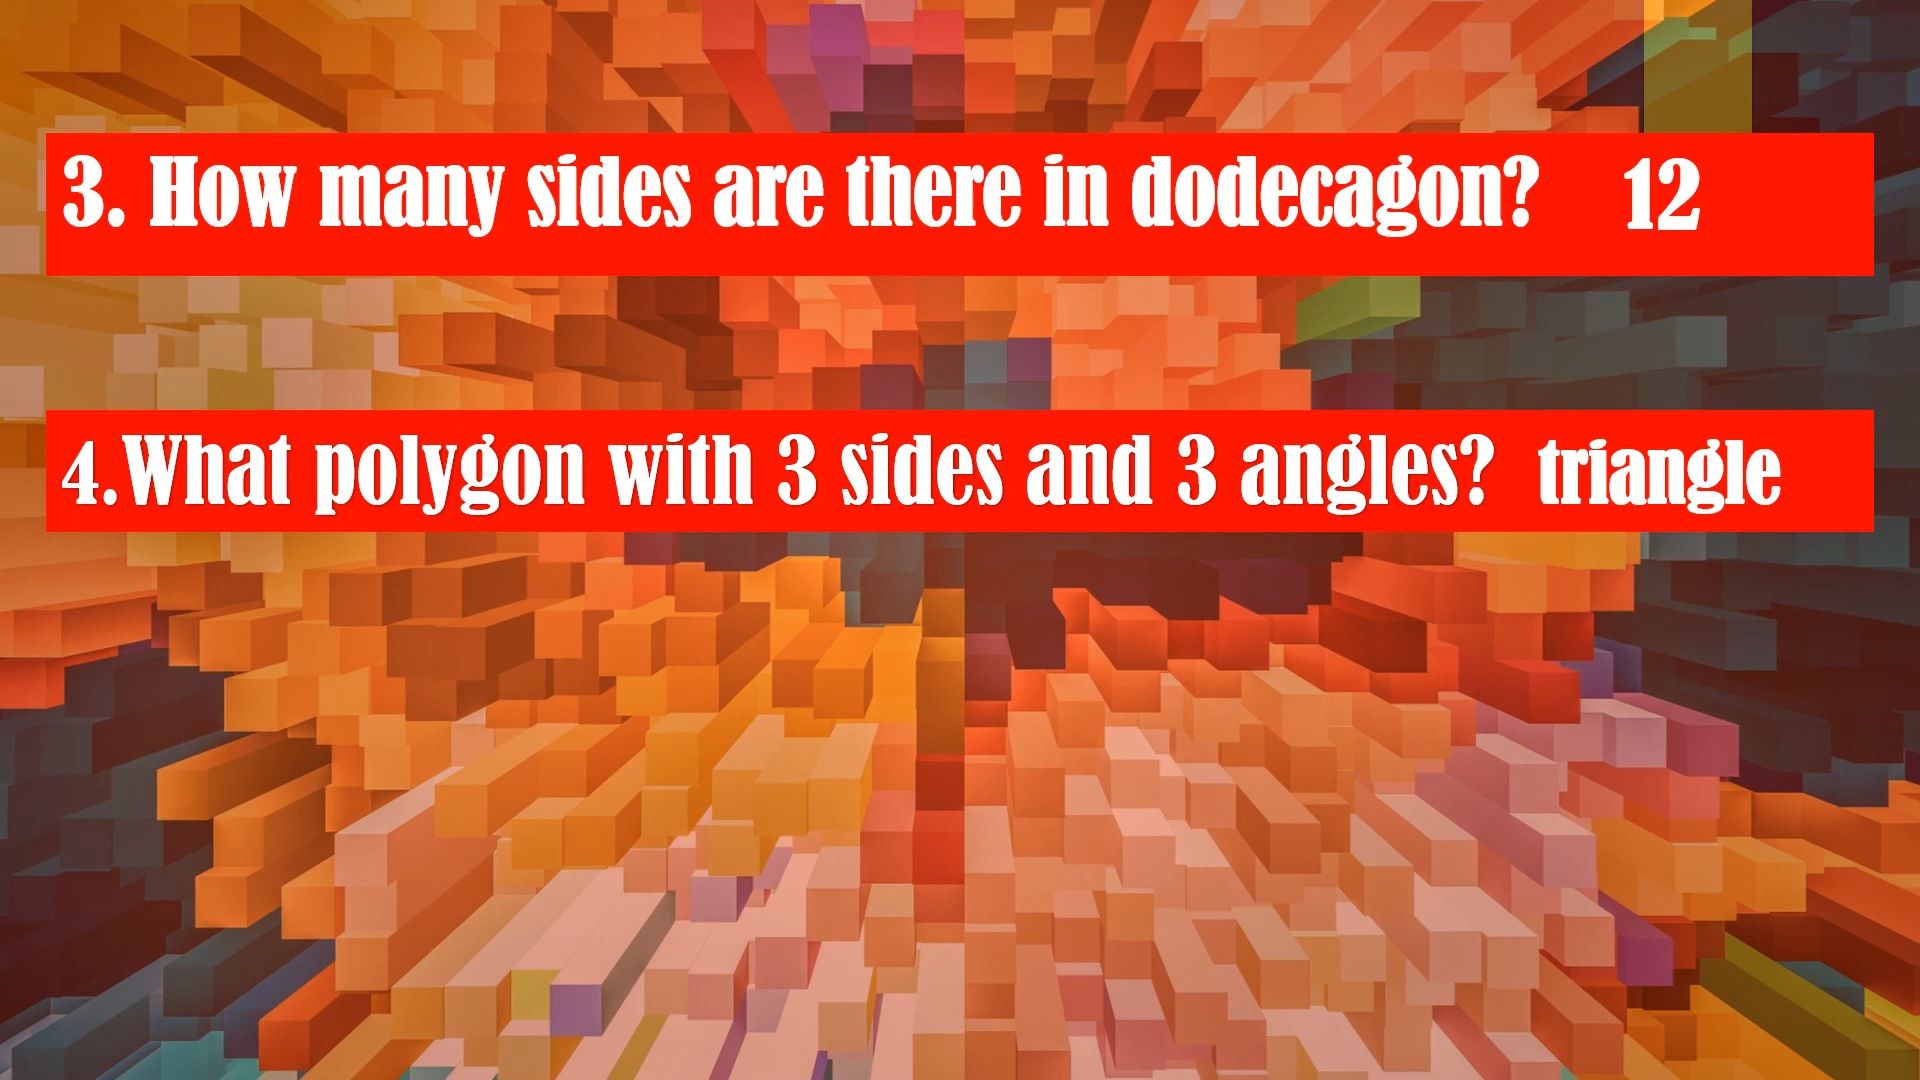 3. How many sides are there in dodecagon? 12
4.What polygon with 3 sides and 3 angles? triangle